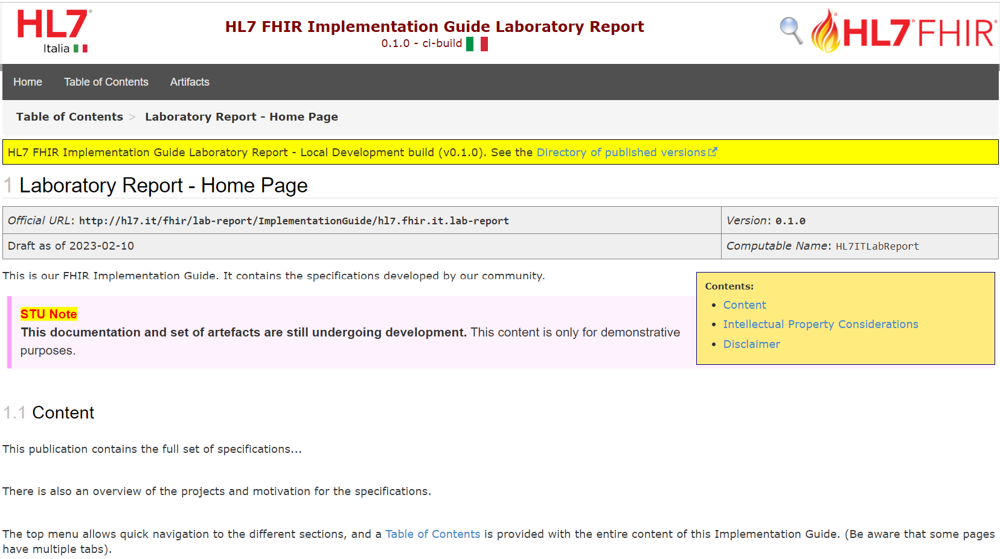 HL7®
Italia
HL7 FHIR Implementation Guide Laboratory Report
0.1.0 - ci-build
HL7® FHIR®
Home Table of Contents Artifacts
Table of Contents > Laboratory Report - Home Page
HL7 FHIR Implementation Guide Laboratory Report - Local Development build (v0.1.0). See the Directory of published versions
1 Laboratory Report - Home Page
Official URL: http://hl7.it/fhir/lab-report/ImplementationGuide/hl7.fhir.it.lab-report Version: 0.1.0
Draft as of 2023-02-10 Computable Name: HL7ITLabReport
This is our FHIR Implementation Guide. It contains the specifications developed by our community.
STU Note
This documentation and set of artefacts are still undergoing development. This content is only for demonstrative
purposes.
Contents:
• Content
• Intellectual Property Considerations
• Disclaimer
1.1 Content
This publication contains the full set of specifications...
There is also an overview of the projects and motivation for the specifications.
The top menu allows quick navigation to the different sections, and a Table of Contents is provided with the entire content of this Implementation Guide. (Be aware that some pages
have multiple tabs).